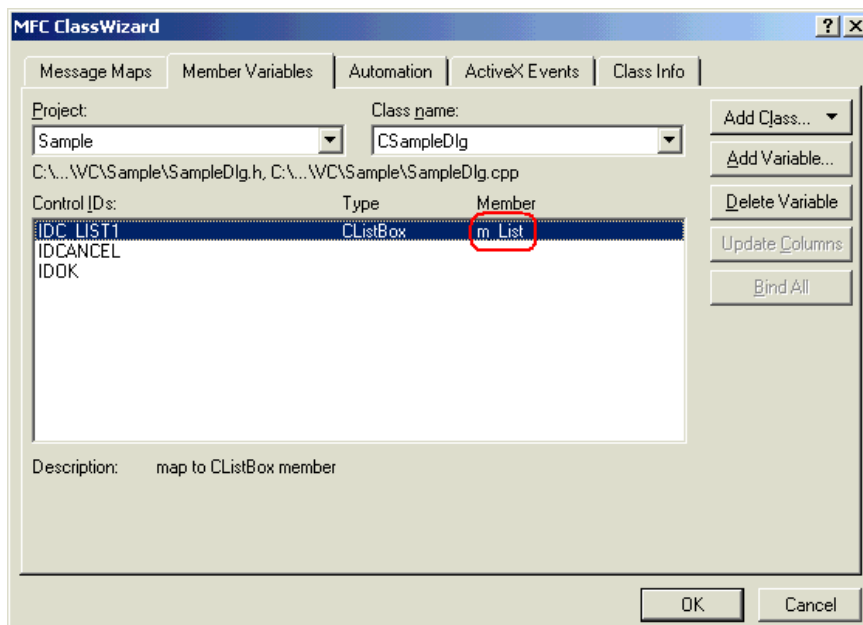 MFC ClassWizard
Message Maps Member Variables Automation ActiveX Events Class Info
Project: Class name:
Sample CSampleDlg
Add Class...
C:\...\VC\Sample\SampleDlg.h, C:\...\VC\Sample\SampleDlg.cpp
Add Variable...
Control IDs: Type Member
Delete Variable
IDC_LIST1 CListBox m_List
IDCANCEL
Update Columns
IDOK
Bind All
Description: map to CListBox member
OK Cancel